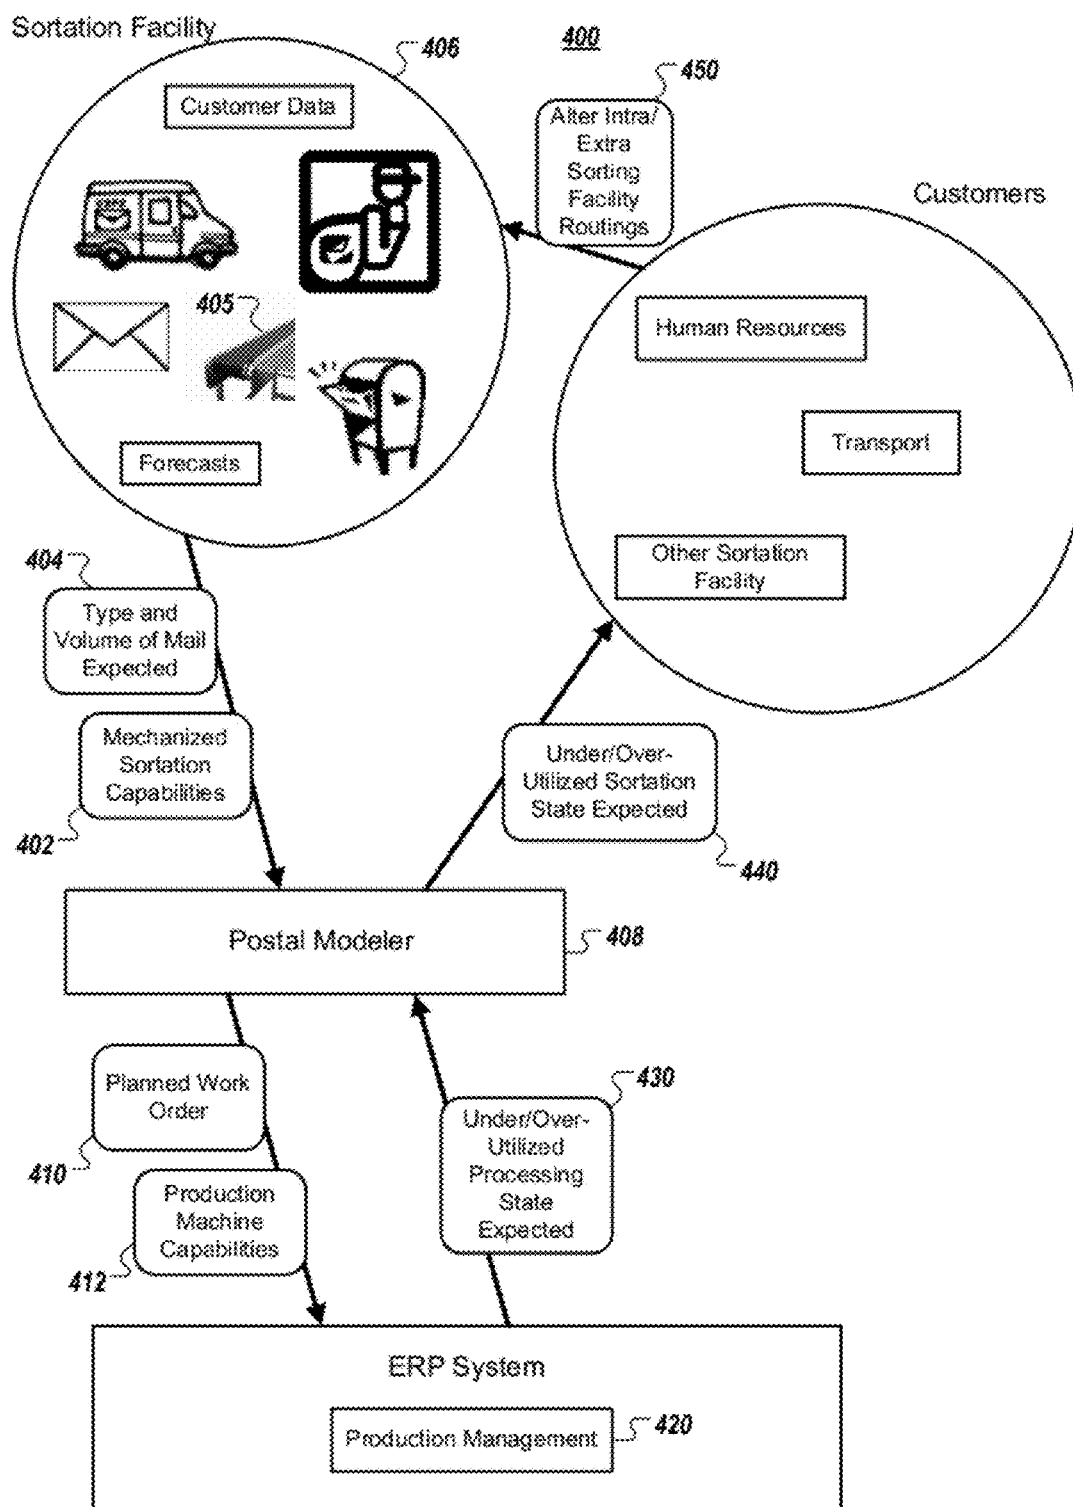 Sortation Facility
406
400
450
Customer Data
Alter Intra/
Extra
Sorting
Facility
Routings
Customers
405
Human Resources
Transport
Forecasts
Other Sortation
Facility
404
Type and
Volume of Mail
Expected
Mechanized
Sortation
Capabilities
402
Under/Over-
Utilized Sortation
State Expected
440
Postal Modeler
408
Planned Work
Order
410
430
Under/Over-
Utilized
Processing
State
Expected
Production
Machine
Capabilities
412
ERP System
Production Management
420